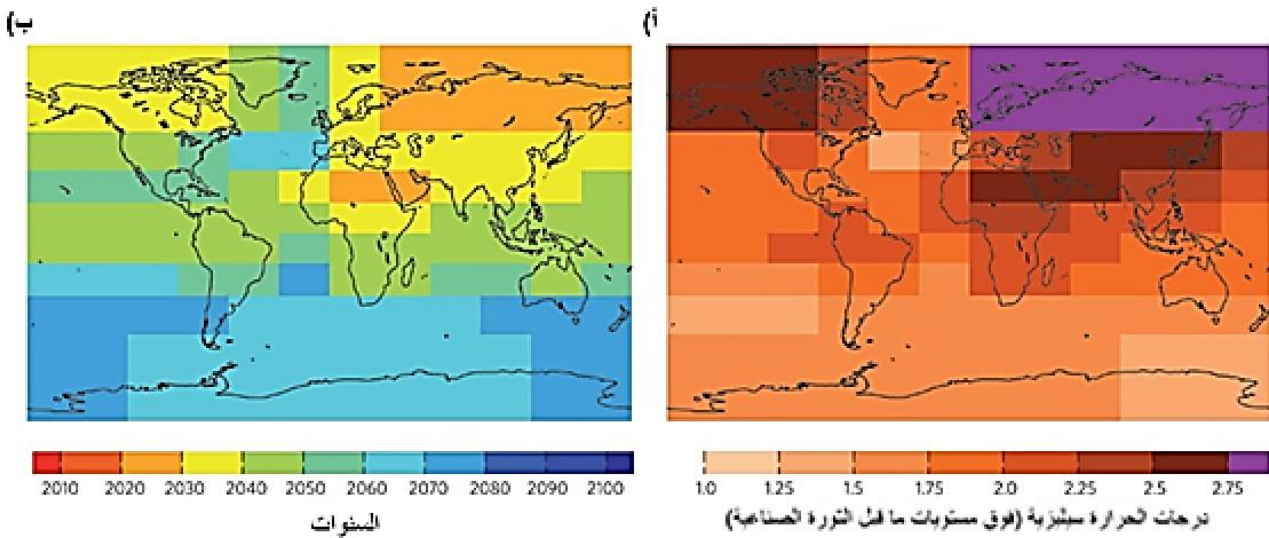 أ)
ب)
1.0 1.25 1.5 1.75 2.0 2.25 2.5 2.75
درجات الحرارة سيليزية (فوق مستويات ما قبل الثورة الصناعية)
2010 2020 2030 2040 2050 2060 2070 2080 2090 2100
السنوات